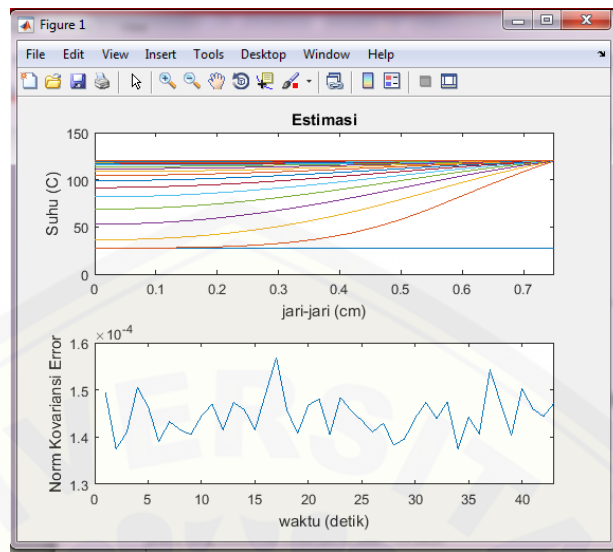 Figure 1
File Edit View Insert Tools Desktop Window Help
Estimasi
150
100
50
0
Suhu (C)
0 0.1 0.2 0.3 0.4 0.5 0.6 0.7
jari-jari (cm)
×10-4
1.6
1.5
1.4
1.3
Norm Kovariansi Error
0 5 10 15 20 25 30 35 40
waktu (detik)